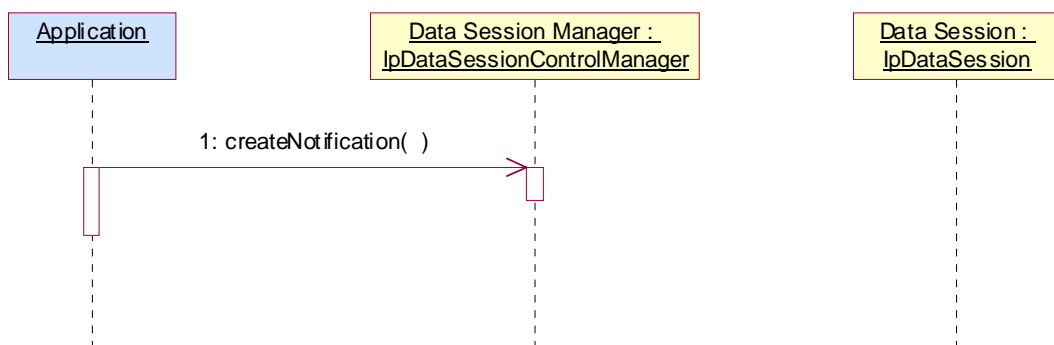 Application
Data Session Manager :
IpDataSessionControlManager
Data Session :
IpDataSession
1: createNotification( )